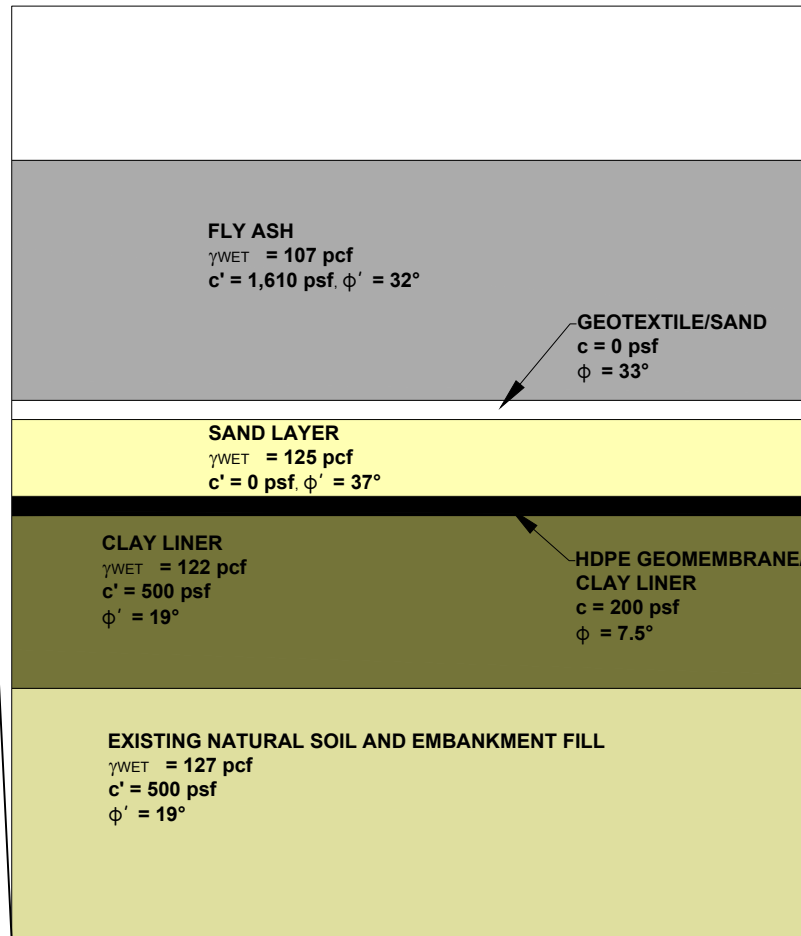 FLY ASH
γWET = 107 pcf
c' = 1,610 psf, ϕ′ = 32°
GEOTEXTILE/SAND
c = 0 psf
ϕ = 33°
SAND LAYER
γWET = 125 pcf
c' = 0 psf, ϕ′ = 37°
CLAY LINER
γWET = 122 pcf
c' = 500 psf
ϕ′ = 19°
HDPE GEOMEMBRANE/
CLAY LINER
c = 200 psf
ϕ = 7.5°
EXISTING NATURAL SOIL AND EMBANKMENT FILL
γWET = 127 pcf
c' = 500 psf
ϕ′ = 19°